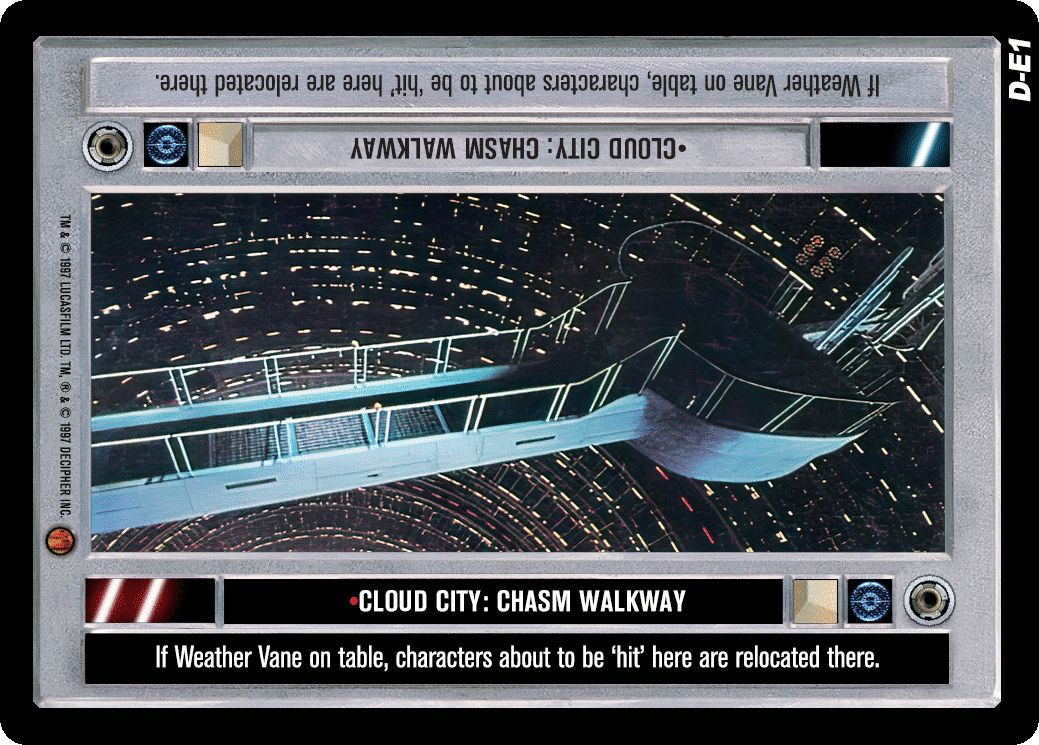 If Weather Vane on table, characters about to be ‘hit’ here are relocated there.
•CLOUD CITY: CHASM WALKWAY
D-E1
TM & © 1997 LUCASFILM LTD. TM, ® & © 1997 DECIPHER INC.
•CLOUD CITY: CHASM WALKWAY
If Weather Vane on table, characters about to be ‘hit’ here are relocated there.